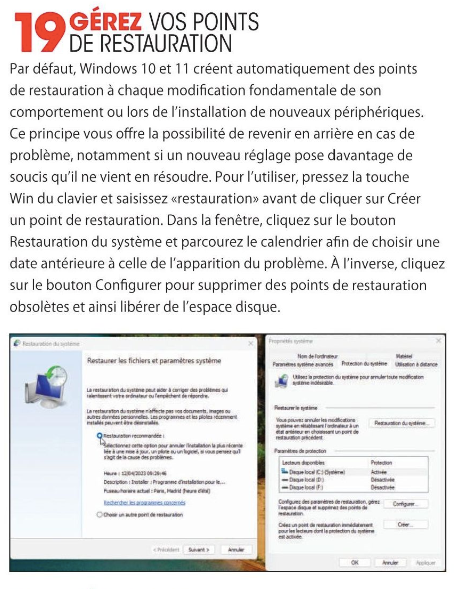 19 GÉREZ VOS POINTS
DE RESTAURATION
Par défaut, Windows 10 et 11 créent automatiquement des points
de restauration à chaque modification fondamentale de son
comportement ou lors de l'installation de nouveaux périphériques.
Ce principe vous offre la possibilité de revenir en arrière en cas de
problème, notamment si un nouveau réglage pose davantage de
soucis qu'il ne vient en résoudre. Pour l'utiliser, pressez la touche
Win du clavier et saisissez «restauration» avant de cliquer sur Créer
un point de restauration. Dans la fenêtre, cliquez sur le bouton
Restauration du système et parcourez le calendrier afin de choisir une
date antérieure à celle de l'apparition du problème. À l'inverse, cliquez
sur le bouton Configurer pour supprimer des points de restauration
obsolètes et ainsi libérer de l'espace disque.
Restauration du système
Restaurer les fichiers et paramètres système
La restauration du système peut aider à corriger des problèmes qui
ralentissent votre ordinateur ou l'empêchent de répondre.
La restauration du système n'affecte pas vos documents, images ou
autres données personnelles. Les programmes et les pilotes récemment
installés peuvent être désinstallés.
Restauration recommandée :
Sélectionnez cette option pour annuler l'installation la plus récente
liée à une mise à jour, un pilote ou un logiciel, si vous pensez qu'il
s'agit de la cause des problèmes.
Heure : 12/04/2023 09:29:46
Description : Installer : Programme d'installation pour le...
Fuseau horaire actuel : Paris, Madrid (heure d'été)
Rechercher les programmes concernés
Choisir un autre point de restauration
< Précédent
Suivant >
Annuler
Propriétés système
Nom de l'ordinateur
Matériel
Paramètres système avancés
Protection du système
Utilisation à distance
Utilisez la protection du système pour annuler toute modification
système indésirable.
Restaurer le système
Vous pouvez annuler les modifications
système en rétablissant l'ordinateur à un
état antérieur en choisissant un point de
restauration précédent.
Restauration du système...
Paramètres de protection
Lecteurs disponibles
Protection
Disque local (C:) (Système)
Activée
Disque local (D:)
Désactivée
Disque local (F:)
Désactivée
Configurez des paramètres de restauration, gérez
l'espace disque et supprimez des points de
restauration.
Configurer...
Créez un point de restauration immédiatement
pour les lecteurs dont la protection du système
est activée.
Créer...
OK
Annuler
Appliquer